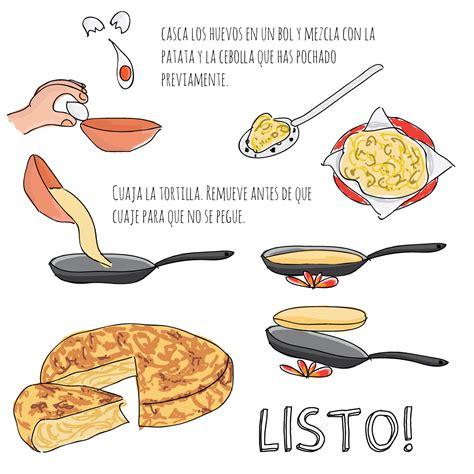 CASCA LOS HUEVOS EN UN BOL Y MEZCLA CON LA
PATATA Y LA CEBOLLA QUE HAS POCHADO
PREVIAMENTE.
CUAJA LA TORTILLA. REMUEVE ANTES DE QUE
CUAJE PARA QUE NO SE PEGUE.
LISTO!